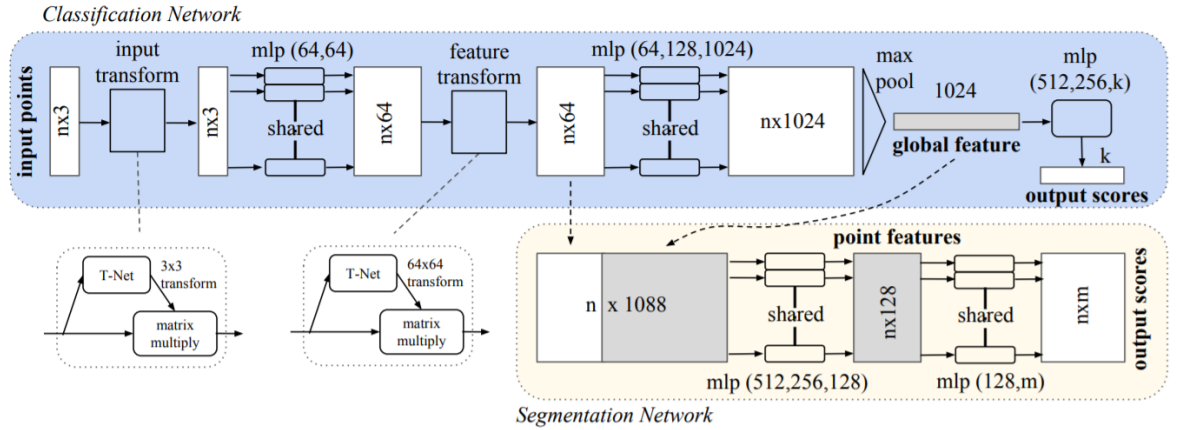 Classification Network
input points
nx3
input
transform
nx3
mlp (64,64)
shared
nx64
feature
transform
nx64
mlp (64,128,1024)
shared
nx1024
max
pool
1024
global feature
mlp
(512,256,k)
k
output scores
T-Net
3x3
transform
matrix
multiply
T-Net
64x64
transform
matrix
multiply
point features
n x 1088
shared
mlp (512,256,128)
nx128
shared
mlp (128,m)
nxm
output scores
Segmentation Network